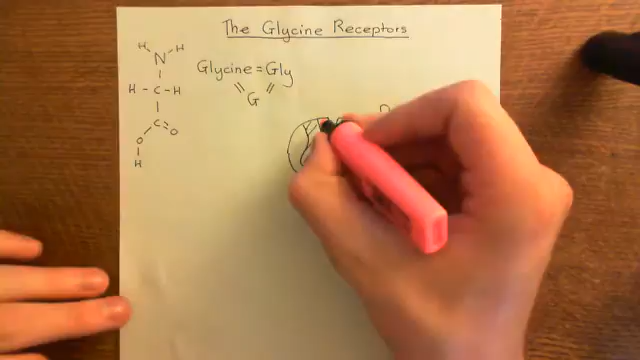 The Glycine Receptors
H H
N
Glycine = Gly
G
H - C - H
C = O
O
H